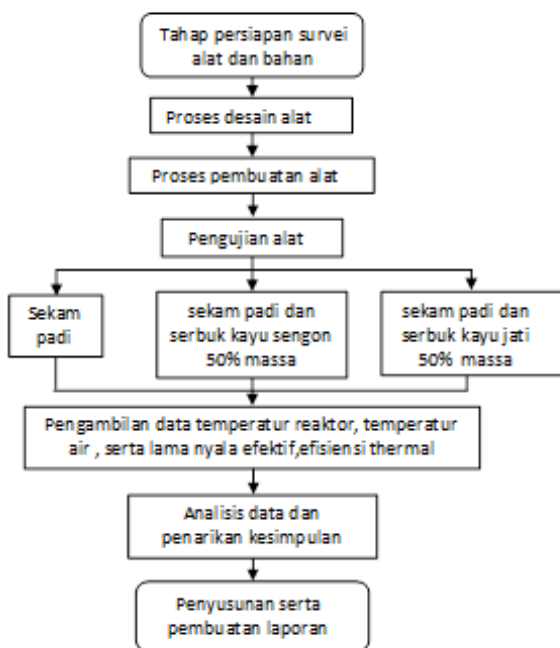 Tahap persiapan survei
alat dan bahan
Proses desain alat
Proses pembuatan alat
Pengujian alat
Sekam
padi
sekam padi dan
serbuk kayu sengon
50% massa
sekam padi dan
serbuk kayu jati
50% massa
Pengambilan data temperatur reaktor, temperatur
air , serta lama nyala efektif,efisiensi thermal
Analisis data dan
penarikan kesimpulan
Penyusunan serta
pembuatan laporan